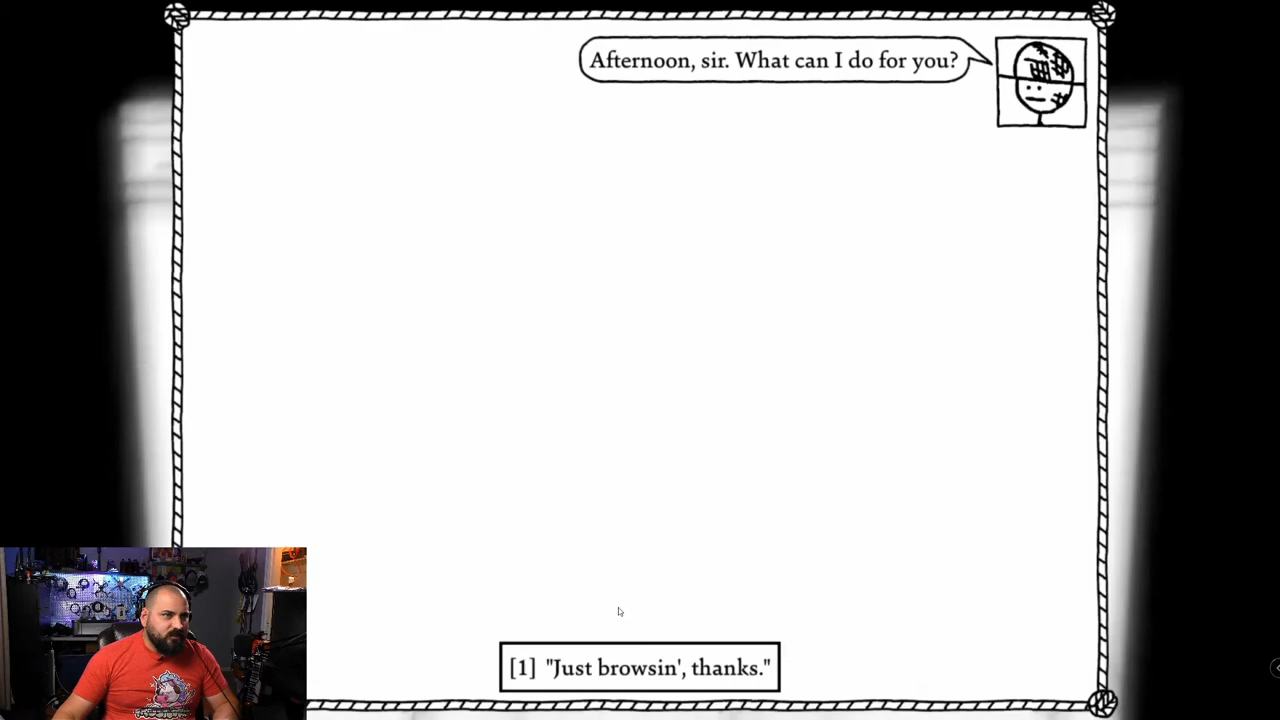 Afternoon, sir. What can I do for you?
[1] "Just browsin', thanks."